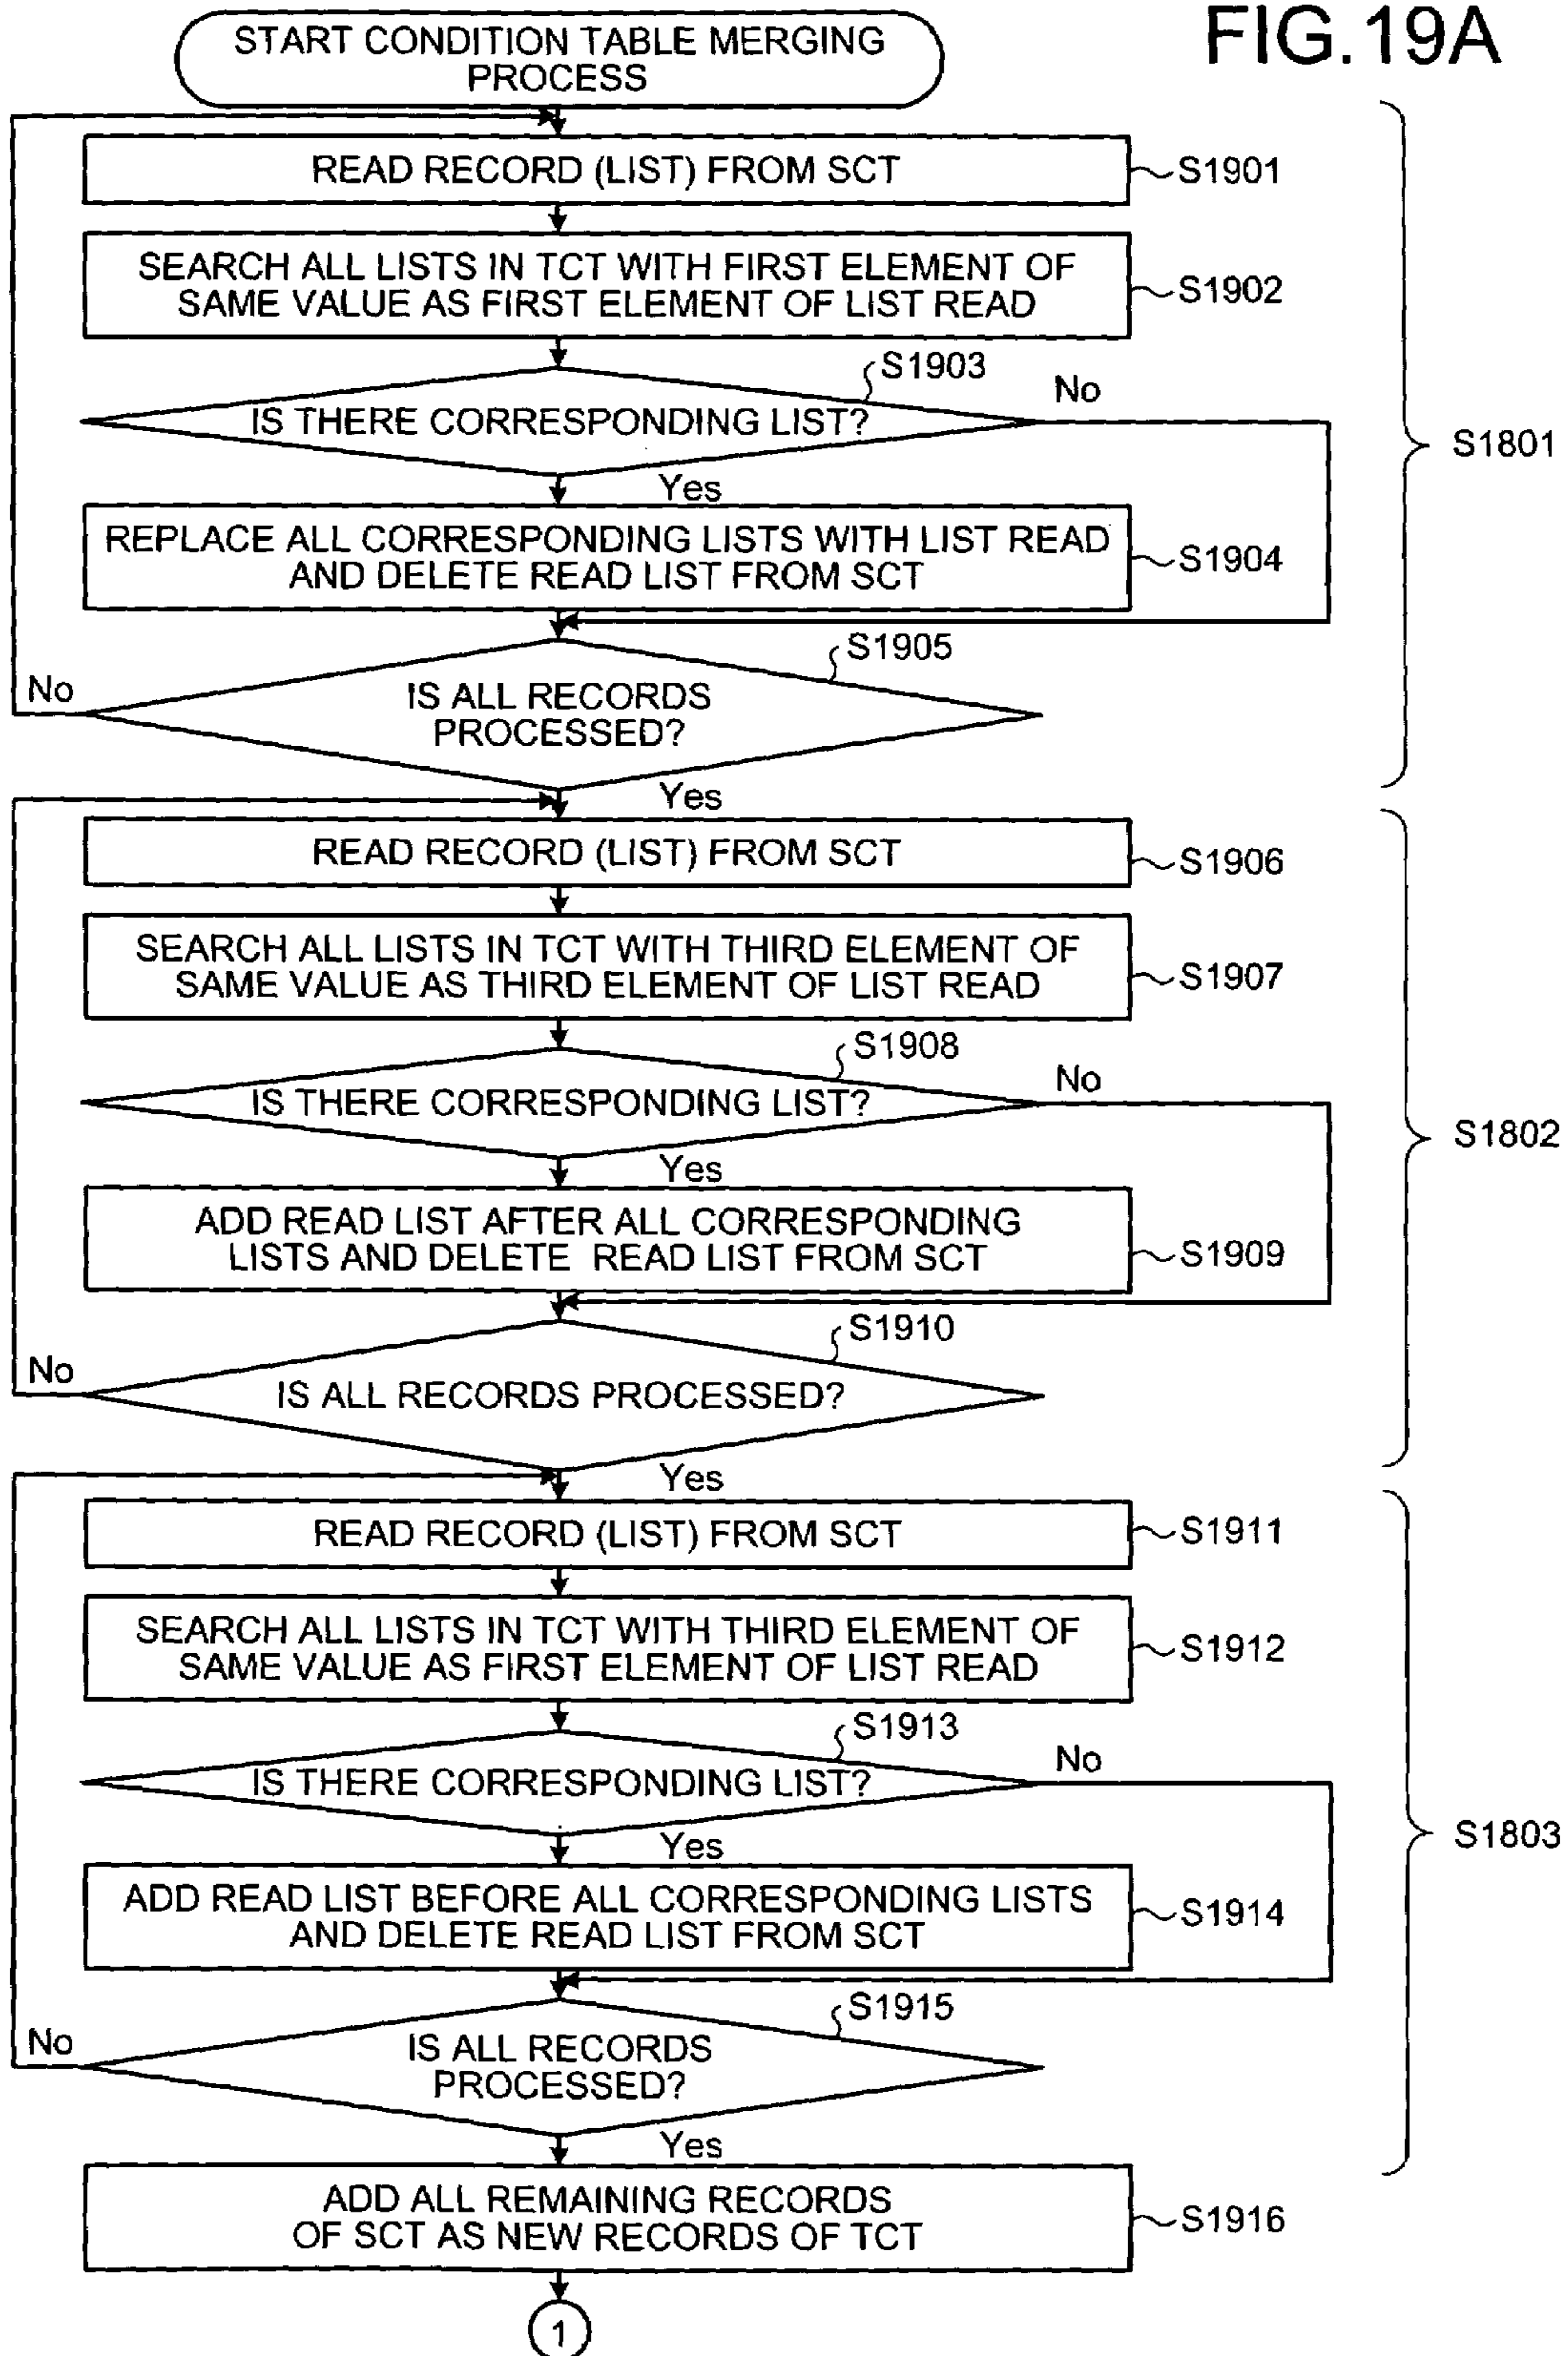 FIG.19A
START CONDITION TABLE MERGING
PROCESS
READ RECORD (LIST) FROM SCT
S1901
SEARCH ALL LISTS IN TCT WITH FIRST ELEMENT OF
SAME VALUE AS FIRST ELEMENT OF LIST READ
S1902
S1903
IS THERE CORRESPONDING LIST?
No
Yes
S1801
REPLACE ALL CORRESPONDING LISTS WITH LIST READ
AND DELETE READ LIST FROM SCT
S1904
S1905
IS ALL RECORDS
PROCESSED?
No
Yes
READ RECORD (LIST) FROM SCT
S1906
SEARCH ALL LISTS IN TCT WITH THIRD ELEMENT OF
SAME VALUE AS THIRD ELEMENT OF LIST READ
S1907
S1908
IS THERE CORRESPONDING LIST?
No
Yes
S1802
ADD READ LIST AFTER ALL CORRESPONDING
LISTS AND DELETE READ LIST FROM SCT
S1909
S1910
IS ALL RECORDS PROCESSED?
No
Yes
READ RECORD (LIST) FROM SCT
S1911
SEARCH ALL LISTS IN TCT WITH THIRD ELEMENT OF
SAME VALUE AS FIRST ELEMENT OF LIST READ
S1912
S1913
IS THERE CORRESPONDING LIST?
No
Yes
S1803
ADD READ LIST BEFORE ALL CORRESPONDING LISTS
AND DELETE READ LIST FROM SCT
S1914
S1915
IS ALL RECORDS
PROCESSED?
No
Yes
ADD ALL REMAINING RECORDS
OF SCT AS NEW RECORDS OF TCT
S1916
1